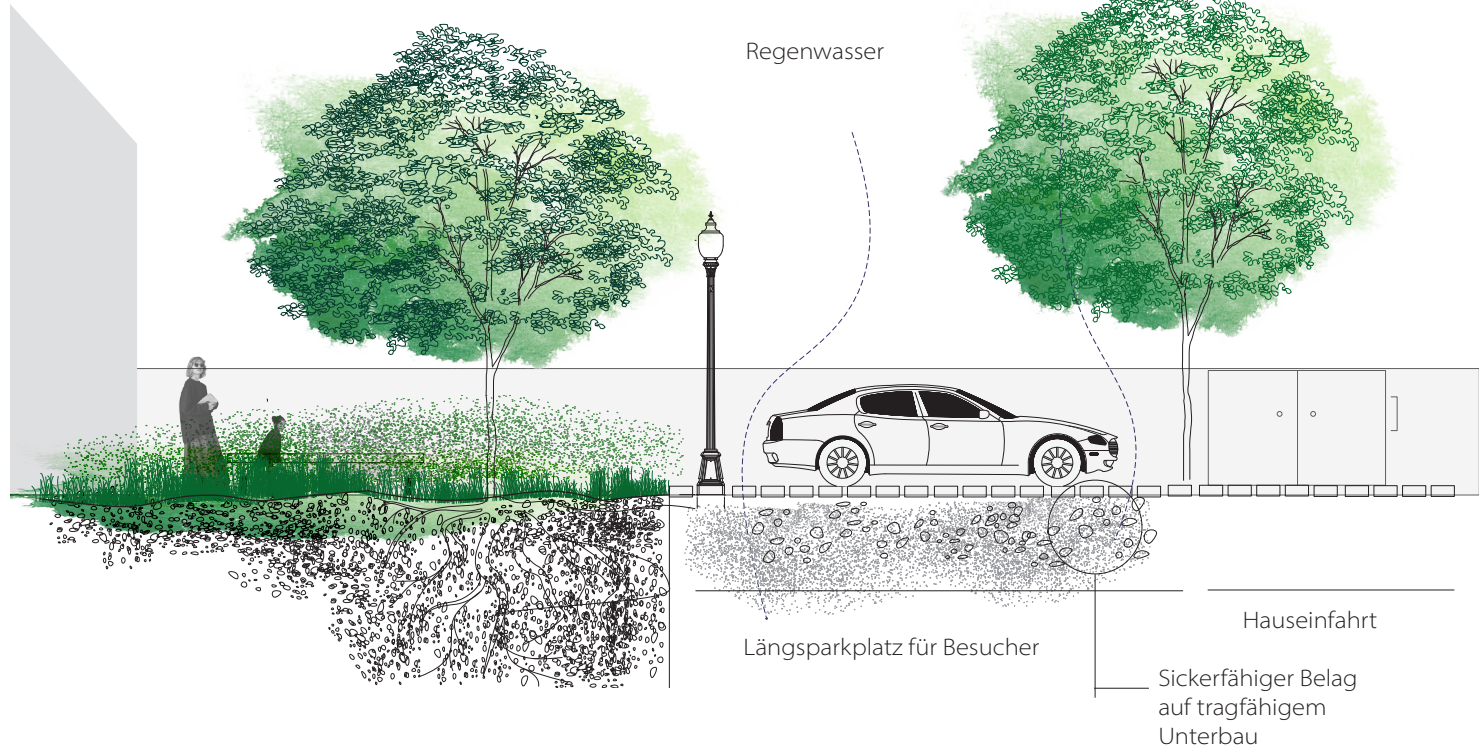 Regenwasser
Längsparkplatz für Besucher
Hauseinfahrt
Sickerfähiger Belag
auf tragfähigem
Unterbau